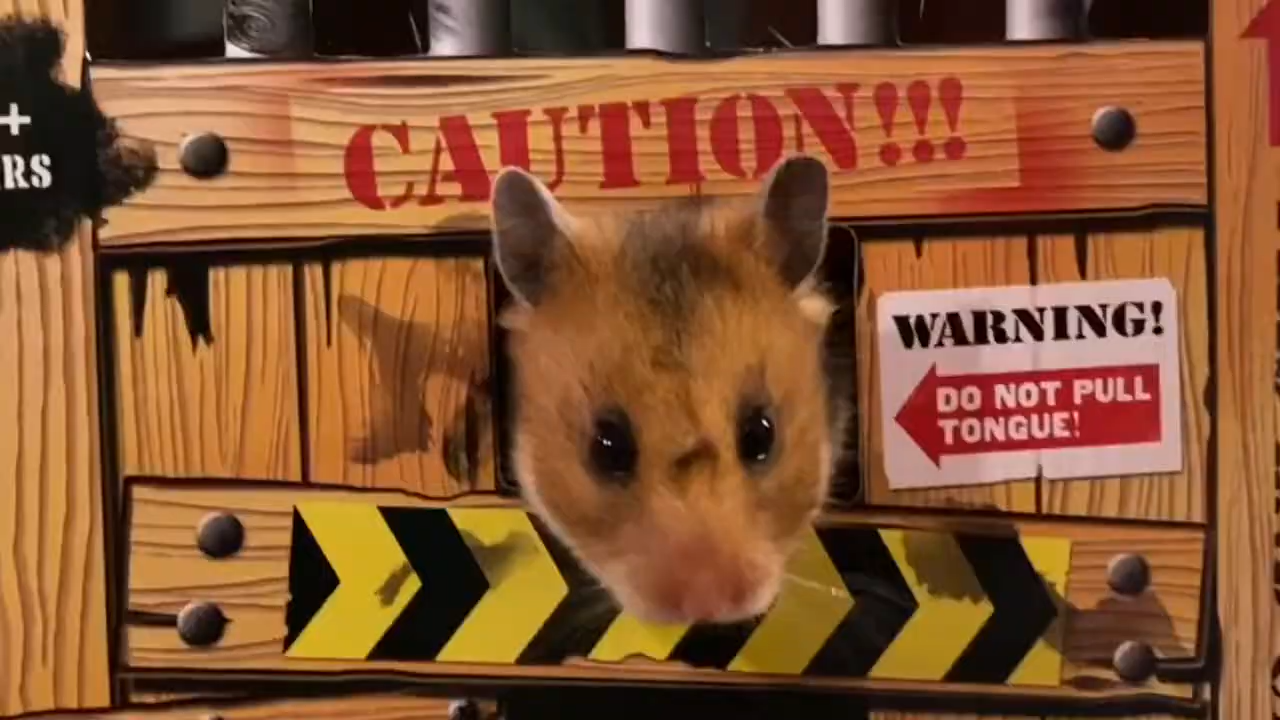 CAUTION!!!
+
RS
WARNING!
DO NOT PULL
TONGUE!